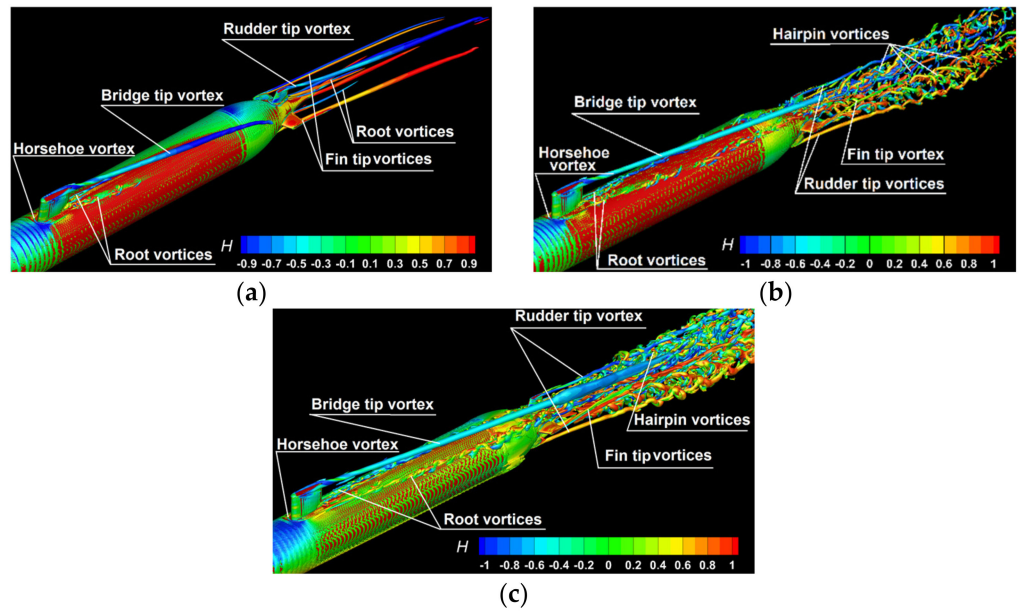 Rudder tip vortex
Bridge tip vortex
Horsehoe vortex
Root vortices
Fin tip vortices
Root vortices
H
-0.9 -0.7 -0.5 -0.3 -0.1 0.1 0.3 0.5 0.7 0.9
(a)
Hairpin vortices
Bridge tip vortex
Horsehoe
vortex
Fin tip vortex
Rudder tip vortices
Root vortices
H
-1 -0.8 -0.6 -0.4 -0.2 0 0.2 0.4 0.6 0.8 1
(b)
Rudder tip vortex
Bridge tip vortex
Horsehoe vortex
Hairpin vortices
Fin tip vortices
Root vortices
H
-1 -0.8 -0.6 -0.4 -0.2 0 0.2 0.4 0.6 0.8 1
(c)